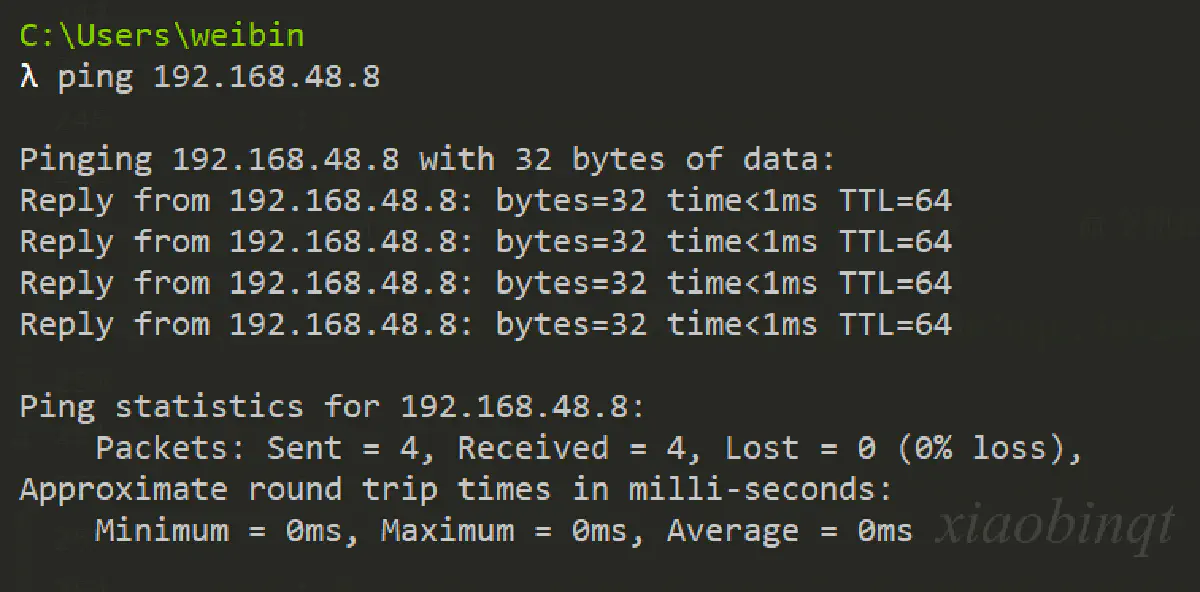 C:\Users\weibin
λ ping 192.168.48.8
Pinging 192.168.48.8 with 32 bytes of data:
Reply from 192.168.48.8: bytes=32 time<1ms TTL=64
Reply from 192.168.48.8: bytes=32 time<1ms TTL=64
Reply from 192.168.48.8: bytes=32 time<1ms TTL=64
Reply from 192.168.48.8: bytes=32 time<1ms TTL=64
Ping statistics for 192.168.48.8:
    Packets: Sent = 4, Received = 4, Lost = 0 (0% loss),
Approximate round trip times in milli-seconds:
    Minimum = 0ms, Maximum = 0ms, Average = 0ms
xiaobinqt